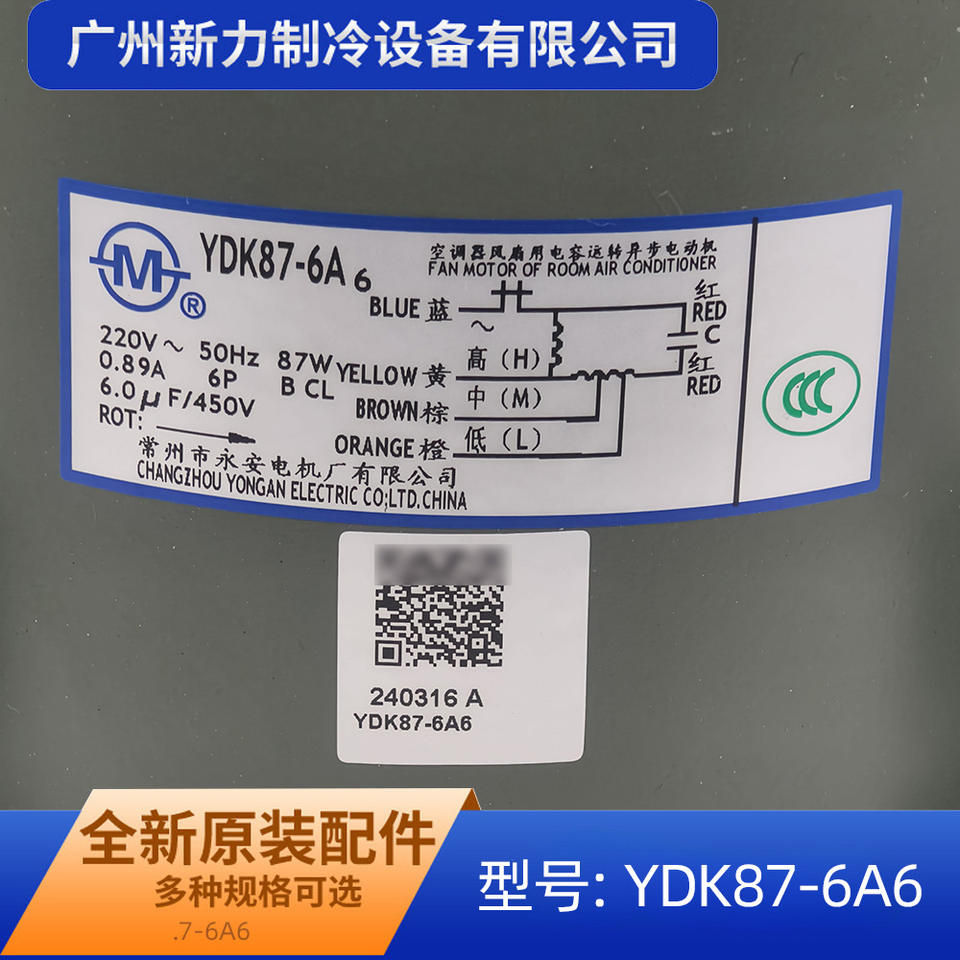 广州新力制冷设备有限公司
M
®
YDK87-6A6
空调器风扇用电容运转异步电动机
FAN MOTOR OF ROOM AIR CONDITIONER
BLUE 蓝
~
红
RED
C
红
RED
220V~ 50Hz 87W
0.89A 6P B CL
6.0μF/450V
ROT:
高（H）
YELLOW 黄
中（M）
BROWN 棕
低（L）
ORANGE 橙
常州市永安电机厂有限公司
CHANGZHOU YONGAN ELECTRIC CO;LTD.CHINA
CCC
240316 A
YDK87-6A6
全新原装配件
多种规格可选
.7-6A6
型号: YDK87-6A6